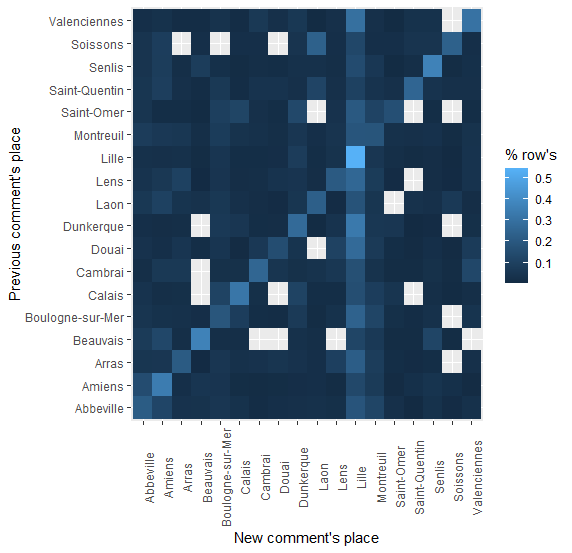 Previous comment's place
Valenciennes
Soissons
Senlis
Saint-Quentin
Saint-Omer
Montreuil
Lille
Lens
Laon
Dunkerque
Douai
Cambrai
Calais
Boulogne-sur-Mer
Beauvais
Arras
Amiens
Abbeville
Abbeville
Amiens
Arras
Beauvais
Boulogne-sur-Mer
Calais
Cambrai
Douai
Dunkerque
Laon
Lens
Lille
Montreuil
Saint-Omer
Saint-Quentin
Senlis
Soissons
Valenciennes
New comment's place
% row's
0.5
0.4
0.3
0.2
0.1